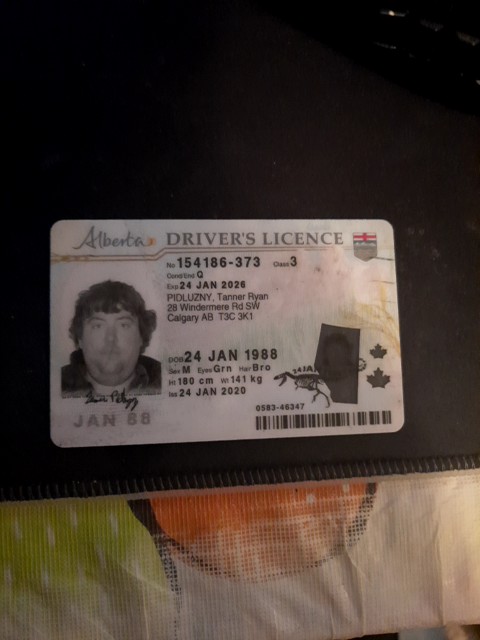 Alberta DRIVER'S LICENCE
No 154186-373 Class 3
Cond/End Q
Exp 24 JAN 2026
PIDLUZNY, Tanner Ryan
28 Windermere Rd SW
Calgary AB T3C 3K1
DOB 24 JAN 1988
Sex M Eyes Grn Hair Bro
Ht 180 cm Wt 141 kg
Iss 24 JAN 2020
JAN 88
0583-46347